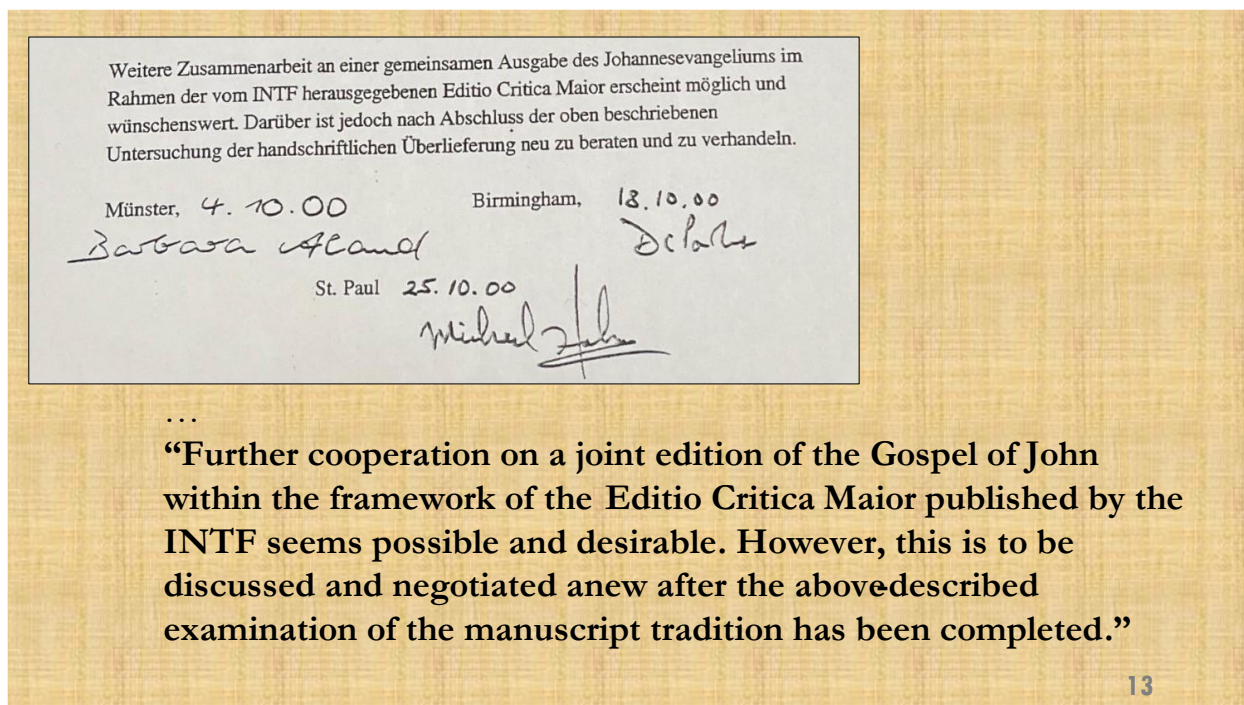 Weitere Zusammenarbeit an einer gemeinsamen Ausgabe des Johannesevangeliums im
Rahmen der vom INTF herausgegebenen Editio Critica Maior erscheint möglich und
wünschenswert. Darüber ist jedoch nach Abschluss der oben beschriebenen
Untersuchung der handschriftlichen Überlieferung neu zu beraten und zu verhandeln.
Münster, 4. 10.00 Birmingham, 18.10.00
Barbara Aland
St. Paul 25. 10. 00
Michael
...
“Further cooperation on a joint edition of the Gospel of John
within the framework of the Editio Critica Maior published by the
INTF seems possible and desirable. However, this is to be
discussed and negotiated anew after the above-described
examination of the manuscript tradition has been completed.”
13